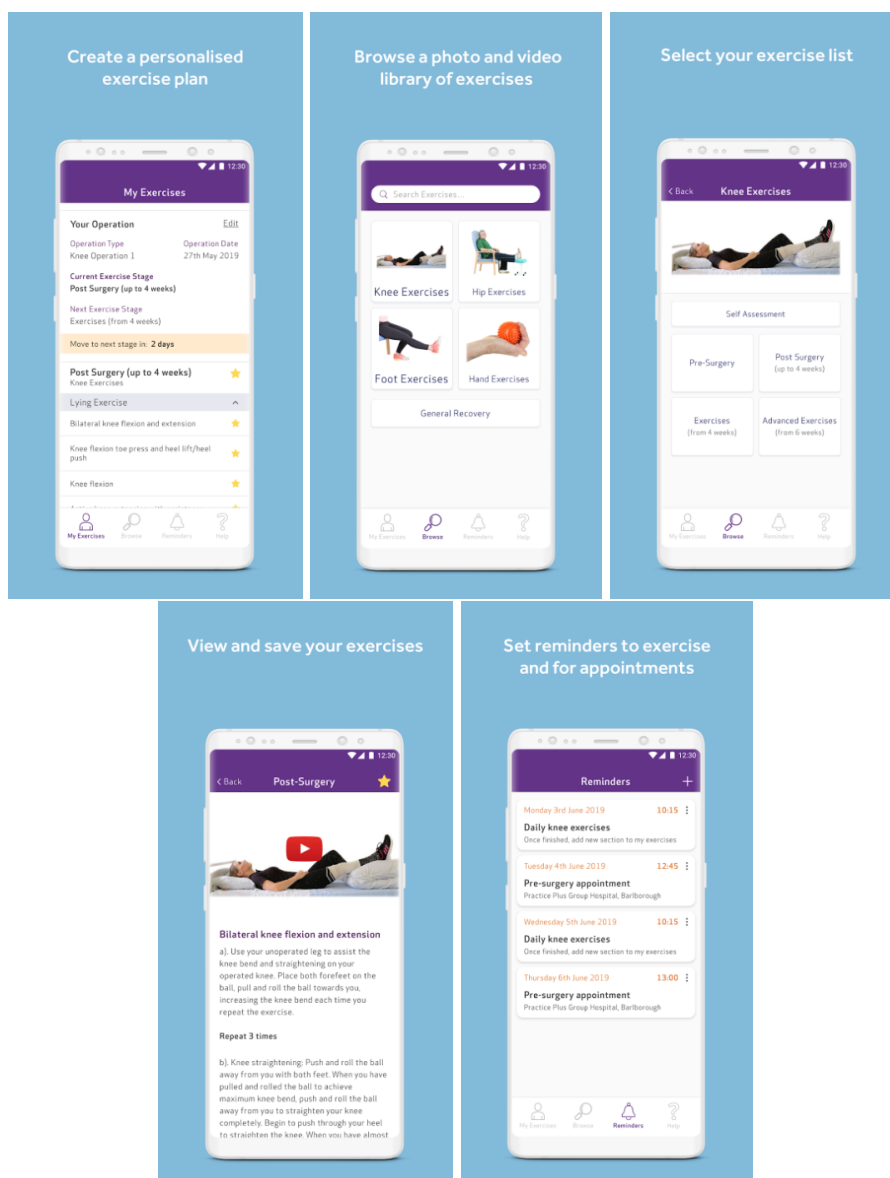 Create a personalised
exercise plan
12:30
My Exercises
Your Operation Edit
Operation Type Operation Date
Knee Operation 1 27th May 2019
Current Exercise Stage
Post Surgery (up to 4 weeks)
Next Exercise Stage
Exercises (from 4 weeks)
Move to next stage in: 2 days
Post Surgery (up to 4 weeks)
Knee Exercises
Lying Exercise
Bilateral knee flexion and extension
Knee flexion toe press and heel lift/heel
push
Knee flexion
My Exercises Browse Reminders Help
Browse a photo and video
library of exercises
12:30
Search Exercises...
Knee Exercises Hip Exercises
Foot Exercises Hand Exercises
General Recovery
My Exercises Browse Reminders Help
Select your exercise list
12:30
< Back Knee Exercises
Self Assessment
Pre-Surgery
Post Surgery
(up to 4 weeks)
Exercises
(from 4 weeks)
Advanced Exercises
(from 6 weeks)
My Exercises Browse Reminders Help
View and save your exercises
12:30
< Back Post-Surgery
Bilateral knee flexion and extension
a). Use your unoperated leg to assist the
knee bend and straightening on your
operated knee. Place both forefeet on the
ball, pull and roll the ball towards you,
increasing the knee bend each time you
repeat the exercise.
Repeat 3 times
b). Knee straightening: Push and roll the ball
away from you with both feet. When you have
pulled and rolled the ball to achieve
maximum knee bend, push and roll the ball
away from you to straighten your knee
completely. Begin to push through your heel
to straighten the knee. When you have almost
Set reminders to exercise
and for appointments
12:30
Reminders +
Monday 3rd June 2019 10:15
Daily knee exercises
Once finished, add new section to my exercises
Tuesday 4th June 2019 12:45
Pre-surgery appointment
Practice Plus Group Hospital, Barlborough
Wednesday 5th June 2019 10:15
Daily knee exercises
Once finished, add new section to my exercises
Thursday 6th June 2019 13:00
Pre-surgery appointment
Practice Plus Group Hospital, Barlborough
My Exercises Browse Reminders Help